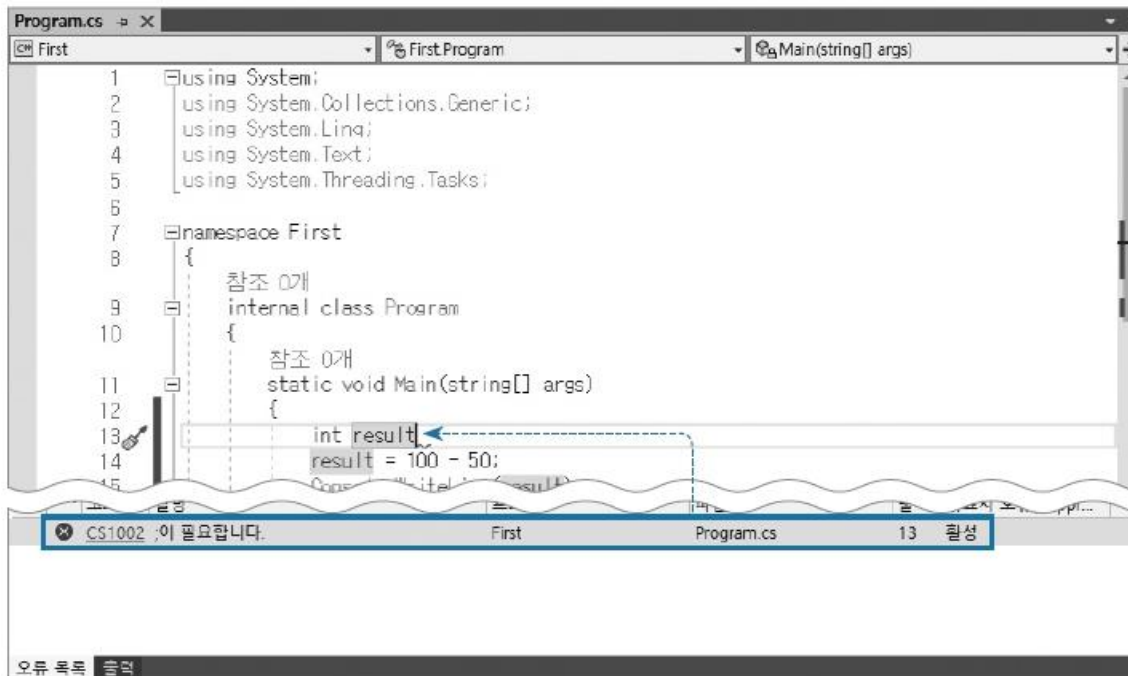 Program.cs
First
First.Program
Main(string[] args)
1 using System;
2 using System.Collections.Generic;
3 using System.Linq;
4 using System.Text;
5 using System.Threading.Tasks;
6
7 namespace First
8 {
참조 0개
9 internal class Program
10 {
참조 0개
11 static void Main(string[] args)
12 {
13 int result
14 result = 100 - 50;
15
CS1002 ;이 필요합니다. First Program.cs 13 활성
오류 목록 출력